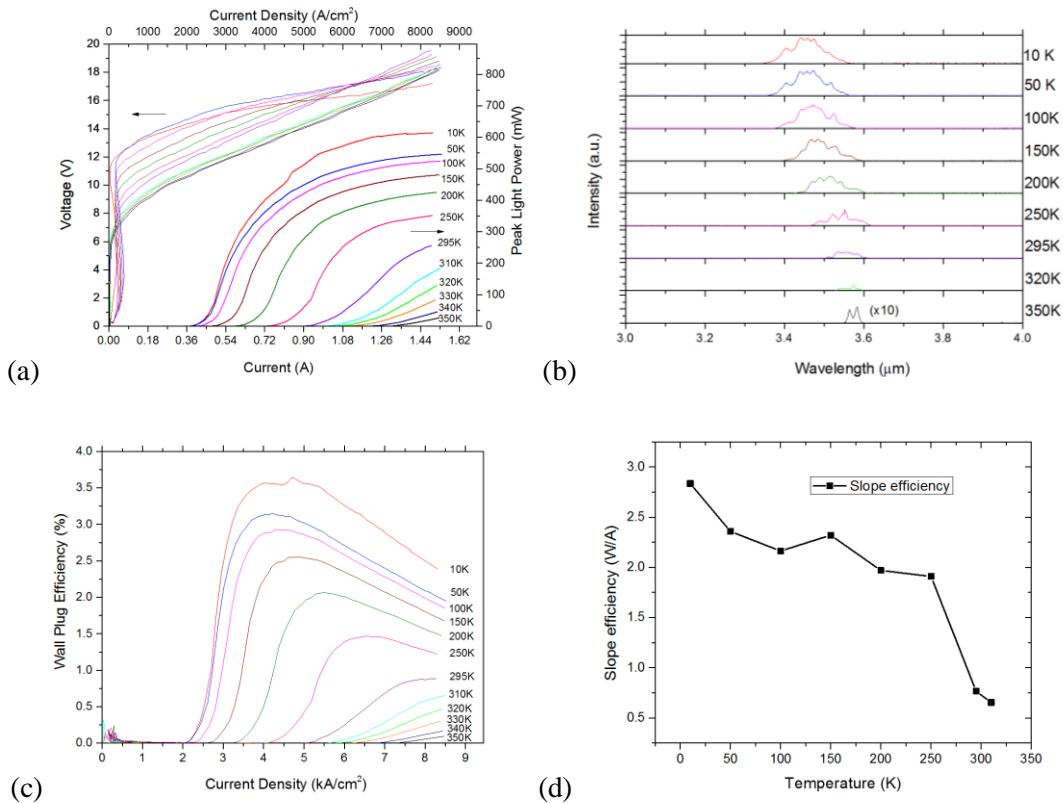 Current Density (A/cm²)
0 1000 2000 3000 4000 5000 6000 7000 8000 9000
20
18
16
14
12
10
8
6
4
2
0
Voltage (V)
800
700
600
500
400
300
200
100
0
Peak Light Power (mW)
10K
50K
100K
150K
200K
250K
295K
310K
320K
330K
340K
350K
0.00 0.18 0.36 0.54 0.72 0.90 1.08 1.26 1.44 1.62
Current (A)
(a)
Intensity (a.u.)
10 K
50 K
100K
150K
200K
250K
295K
320K
350K
(x10)
3.0 3.2 3.4 3.6 3.8 4.0
Wavelength (μm)
(b)
4.0
3.5
3.0
2.5
2.0
1.5
1.0
0.5
0.0
Wall Plug Efficiency (%)
10K
50K
100K
150K
200K
250K
295K
310K
320K
330K
340K
350K
0 1 2 3 4 5 6 7 8 9
Current Density (kA/cm²)
(c)
3.0
2.5
2.0
1.5
1.0
0.5
Slope efficiency (W/A)
Slope efficiency
0 50 100 150 200 250 300 350
Temperature (K)
(d)